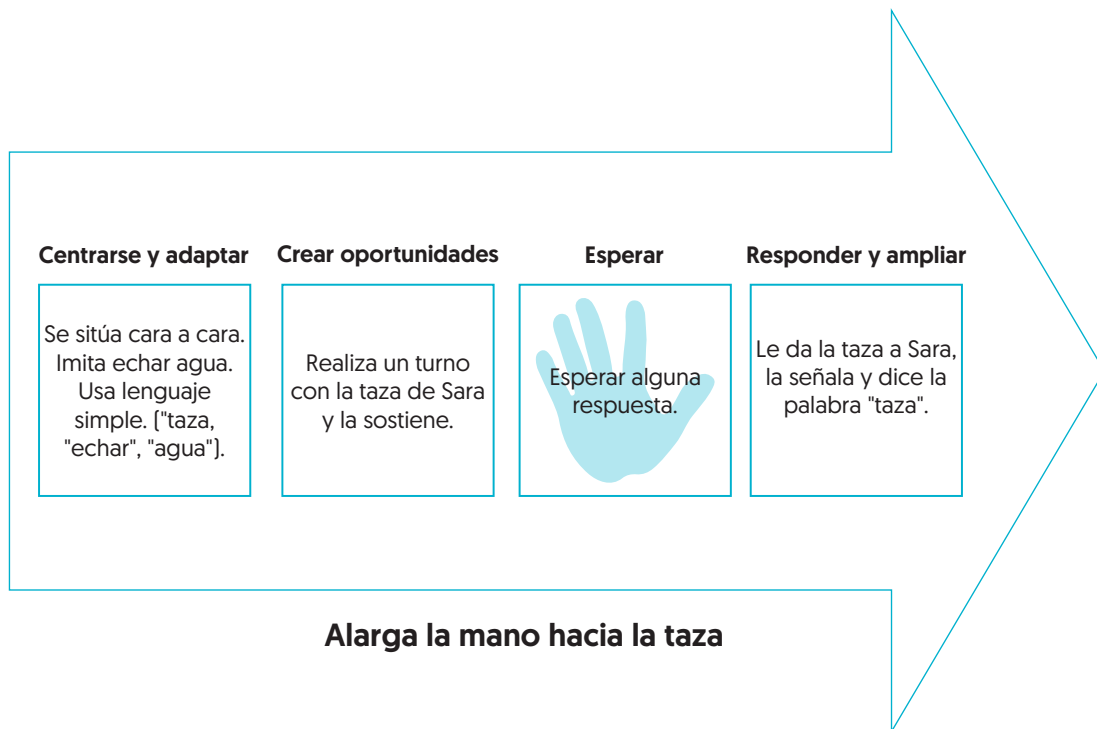 Centrarse y adaptar
Se sitúa cara a cara.
Imita echar agua.
Usa lenguaje
simple. ("taza,
"echar", "agua").
Crear oportunidades
Realiza un turno
con la taza de Sara
y la sostiene.
Esperar
Esperar alguna
respuesta.
Responder y ampliar
Le da la taza a Sara,
la señala y dice la
palabra "taza".
Alarga la mano hacia la taza